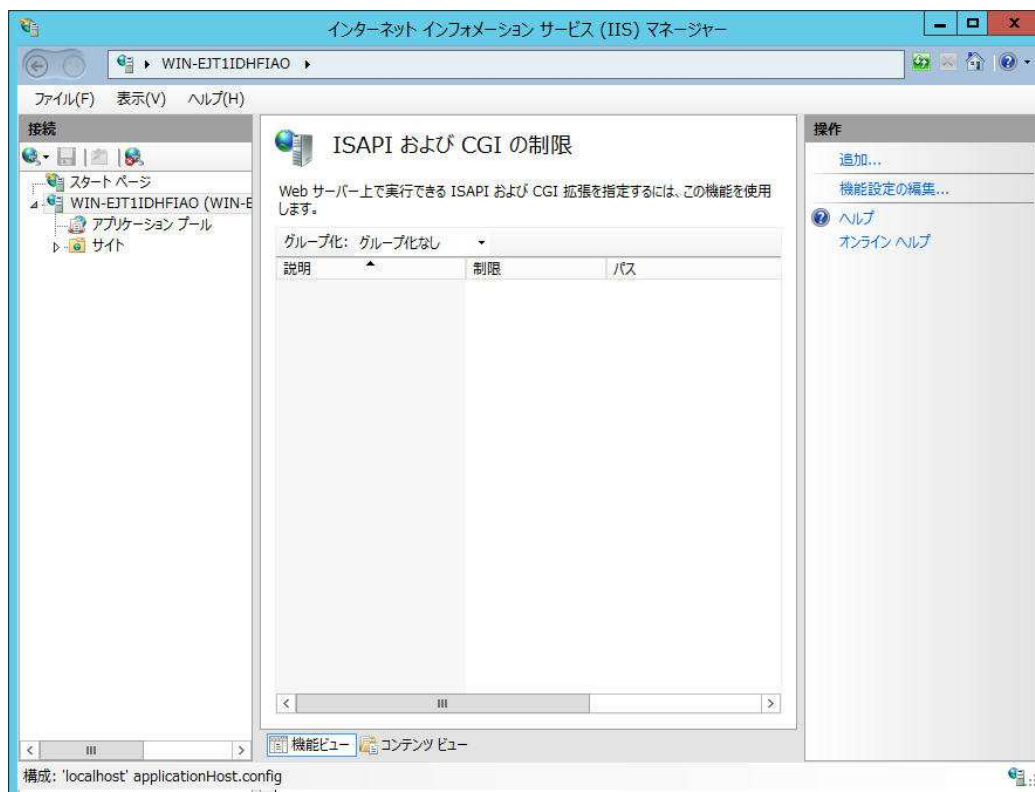 インターネット インフォメーション サービス (IIS) マネージャー
WIN-EJT1IDHFIAO
ファイル(F) 表示(V) ヘルプ(H)
接続
スタート ページ
WIN-EJT1IDHFIAO (WIN-E
アプリケーション プール
サイト
ISAPI および CGI の制限
Web サーバー上で実行できる ISAPI および CGI 拡張を指定するには、この機能を使用
します。
グループ化: グループ化なし
説明 制限 パス
機能ビュー コンテンツ ビュー
操作
追加...
機能設定の編集...
ヘルプ
オンライン ヘルプ
構成: 'localhost' applicationHost.config